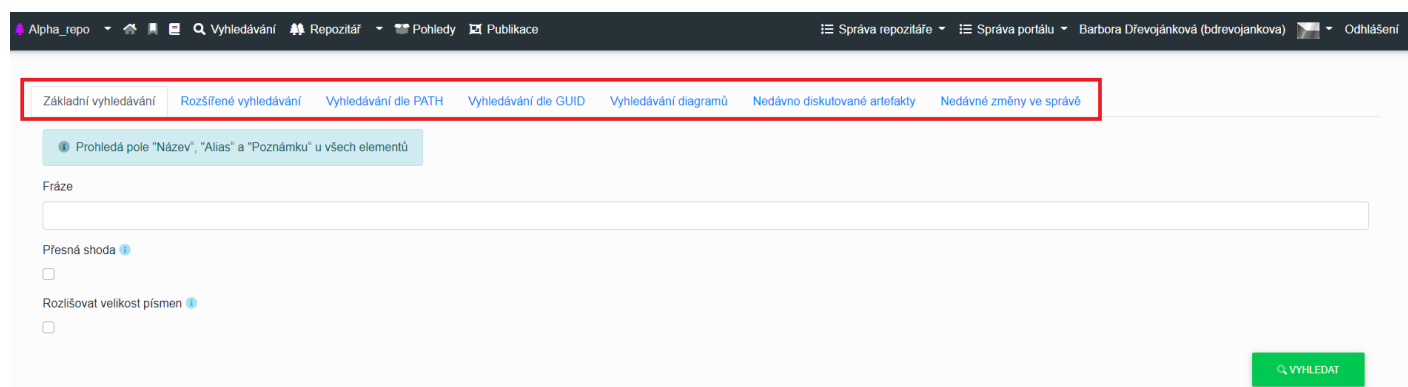 Alpha_repo Vyhledávání Repozitář Pohledy Publikace Správa repozitáře Správa portálu Barbora Dřevojánková (bdrevojankova) Odhlášení
Základní vyhledávání Rozšířené vyhledávání Vyhledávání dle PATH Vyhledávání dle GUID Vyhledávání diagramů Nedávno diskutované artefakty Nedávné změny ve správě
Prohledá pole "Název", "Alias" a "Poznámku" u všech elementů
Fráze
Přesná shoda
Rozlišovat velikost písmen
VYHLEDAT